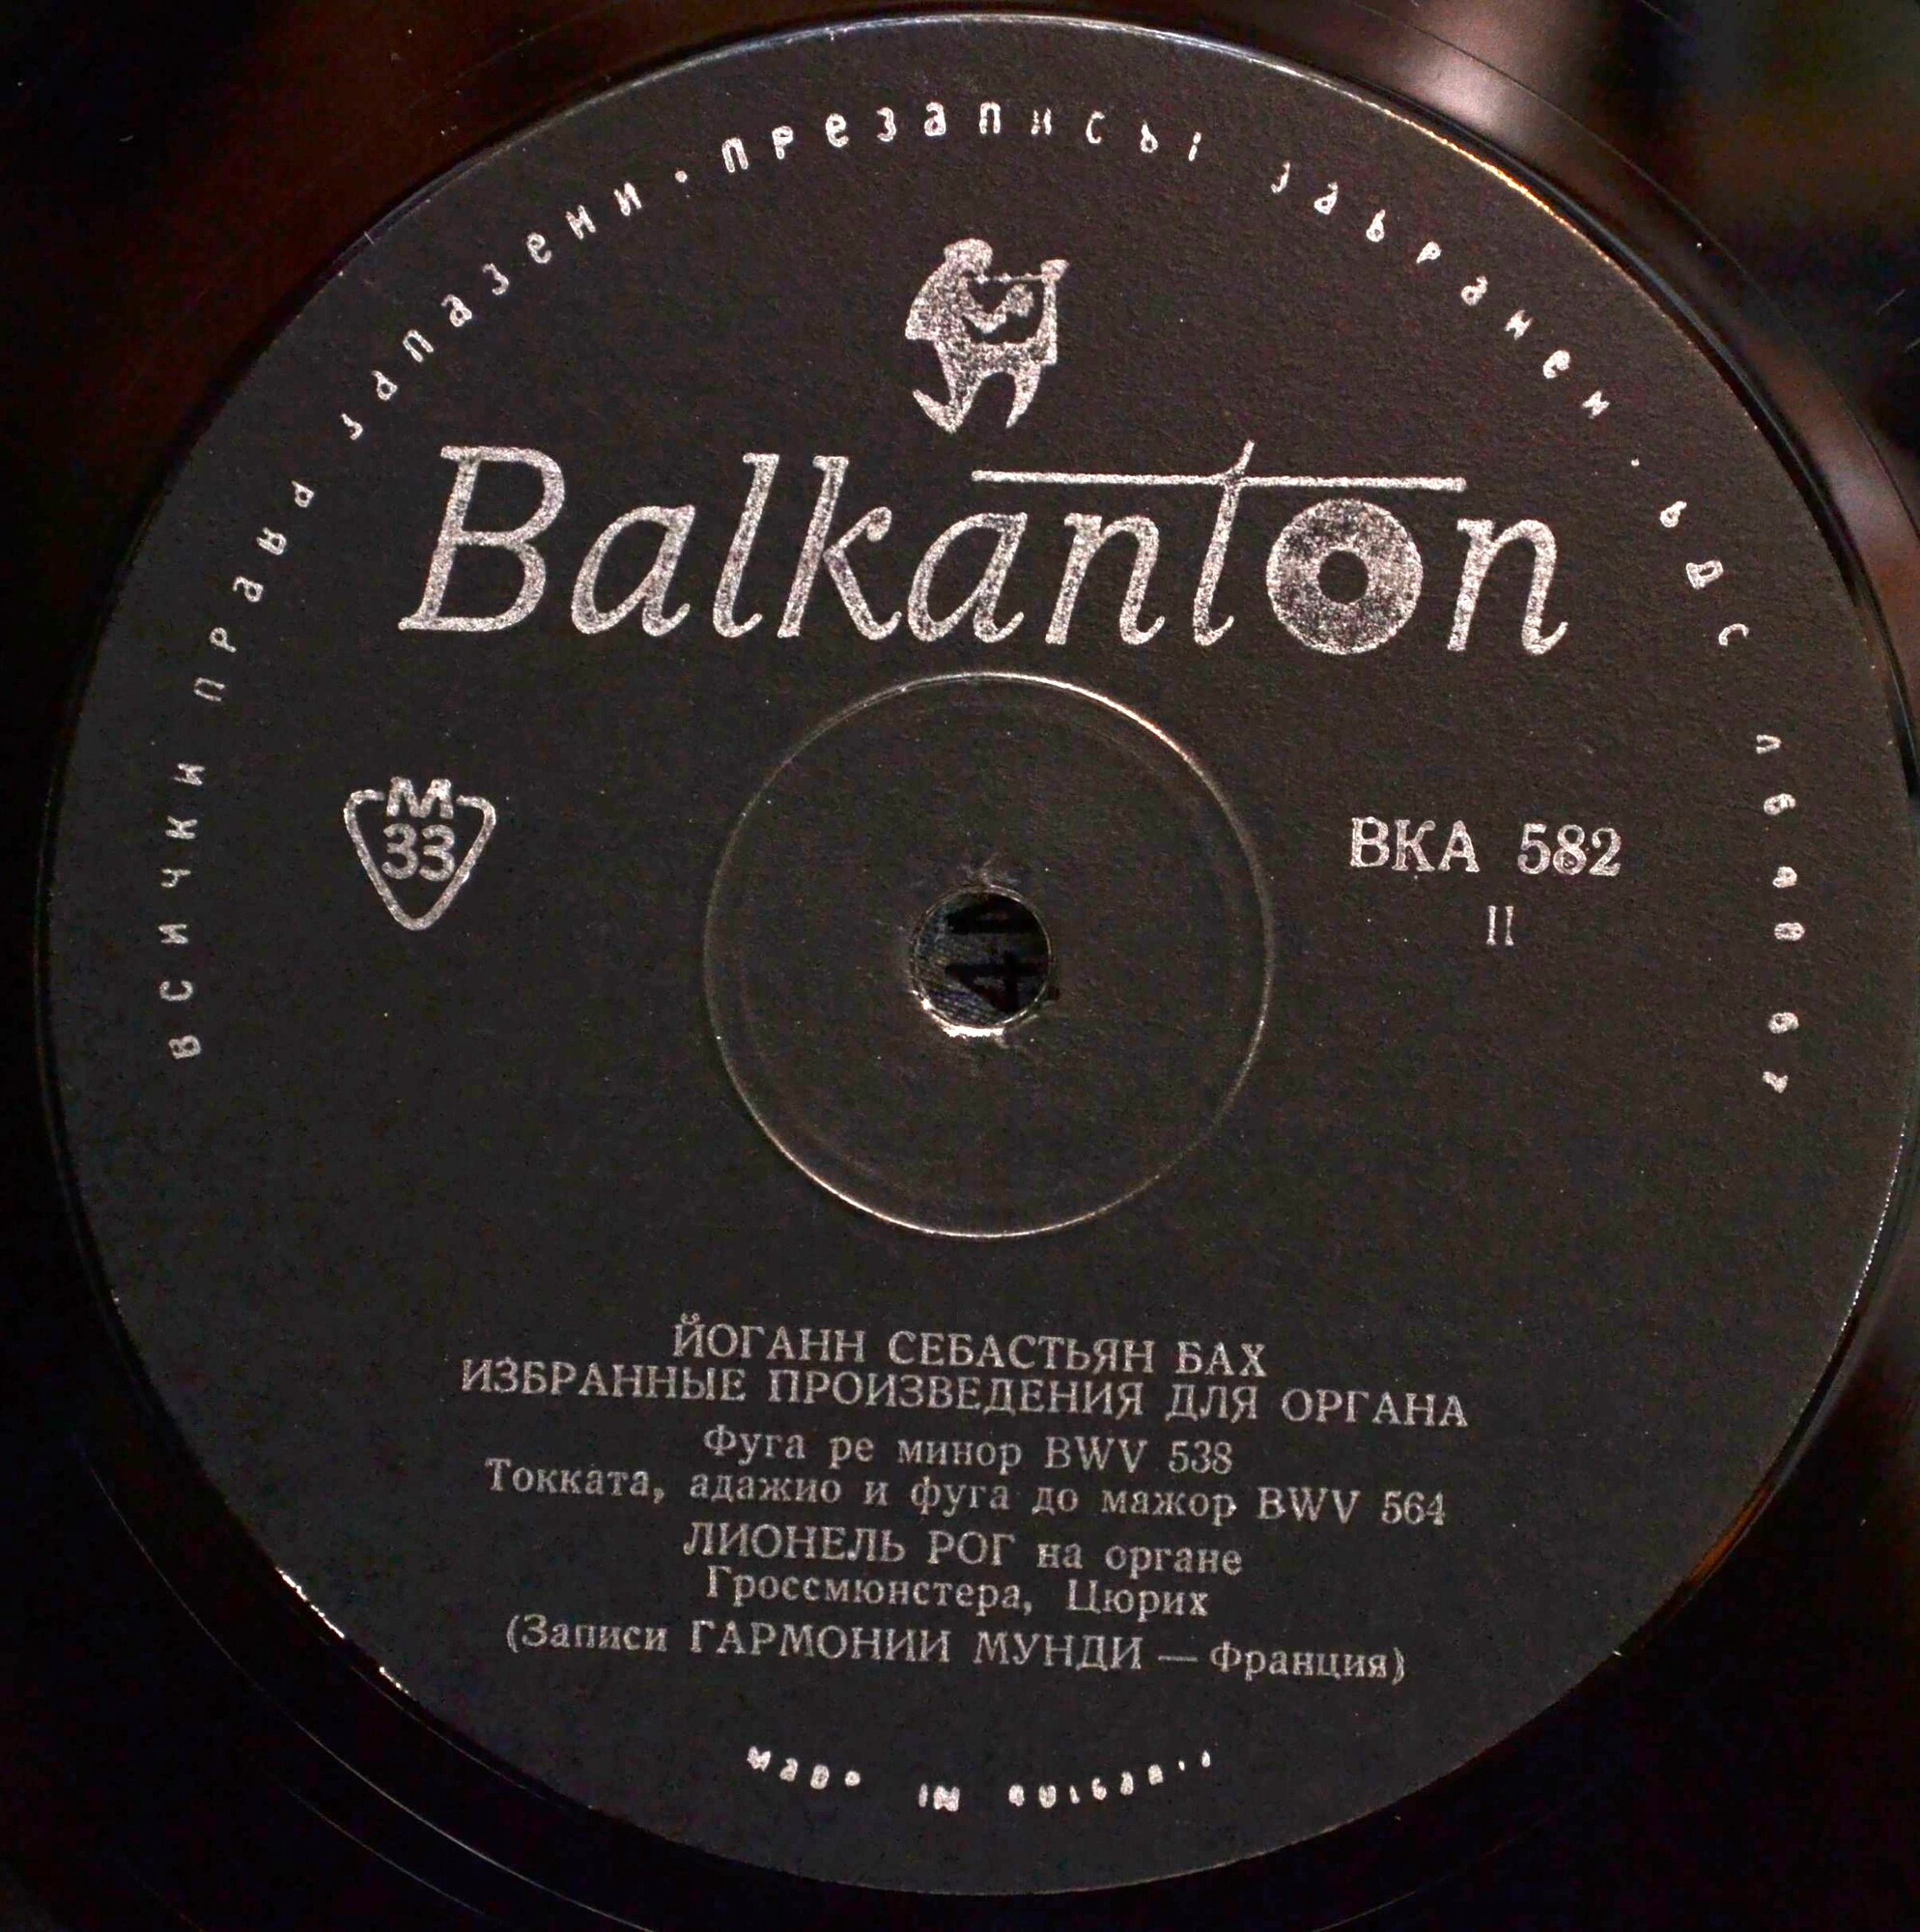 всички права запазени · презаписът забранен ·
Balkanton
М
33
ВКА 582
II
ЙОГАНН СЕБАСТЬЯН БАХ
ИЗБРАННЫЕ ПРОИЗВЕДЕНИЯ ДЛЯ ОРГАНА
Фуга ре минор BWV 538
Токката, адажио и фуга до мажор BWV 564
ЛИОНЕЛЬ РОГ на органе
Гроссмюнстера, Цюрих
(Записи ГАРМОНИИ МУНДИ — Франция)
MADE IN BULGARIA